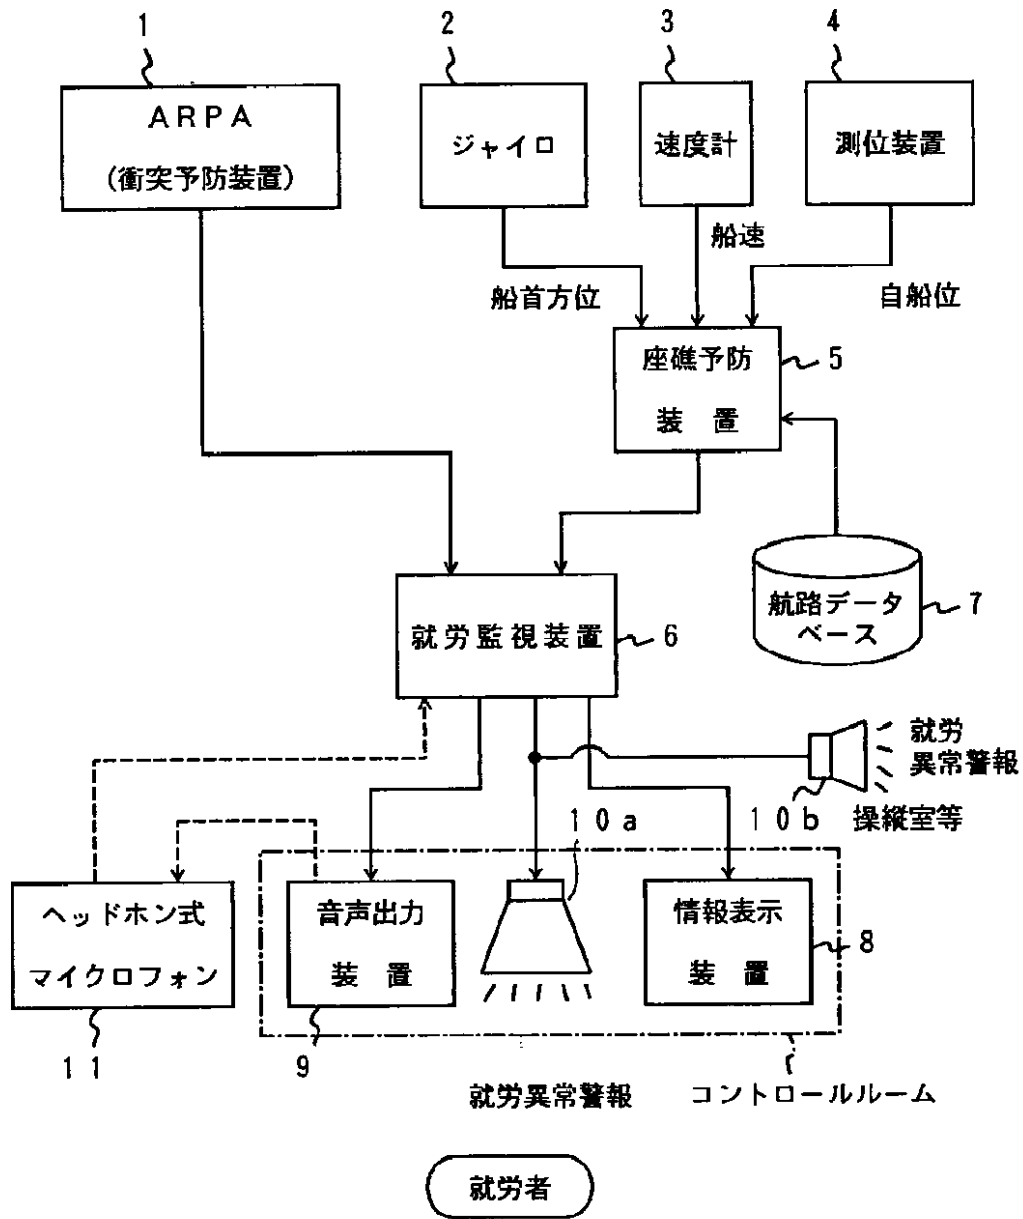 1
2
3
4
ARPA
(衝突予防装置)
ジャイロ
速度計
測位装置
船速
船首方位
自船位
座礁予防
装 置
5
航路データ
ベース
7
就労監視装置
6
就労
異常警報
10b
操縦室等
10a
ヘッドホン式
マイクロフォン
11
音声出力
装 置
9
情報表示
装 置
8
就労異常警報
コントロールルーム
就労者